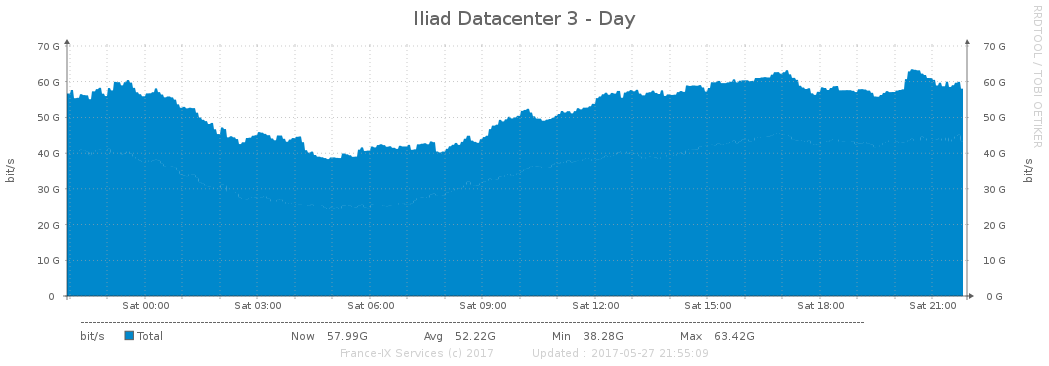 Iliad Datacenter 3 - Day
RRDTOOL / TOBI OETIKER
70 G 70 G
60 G 60 G
50 G 50 G
40 G 40 G
30 G 30 G
20 G 20 G
10 G 10 G
0 0 G
bit/s bit/s
Sat 00:00 Sat 03:00 Sat 06:00 Sat 09:00 Sat 12:00 Sat 15:00 Sat 18:00 Sat 21:00
bit/s Total Now 57.99G Avg 52.22G Min 38.28G Max 63.42G
France-IX Services (c) 2017 Updated : 2017-05-27 21:55:09